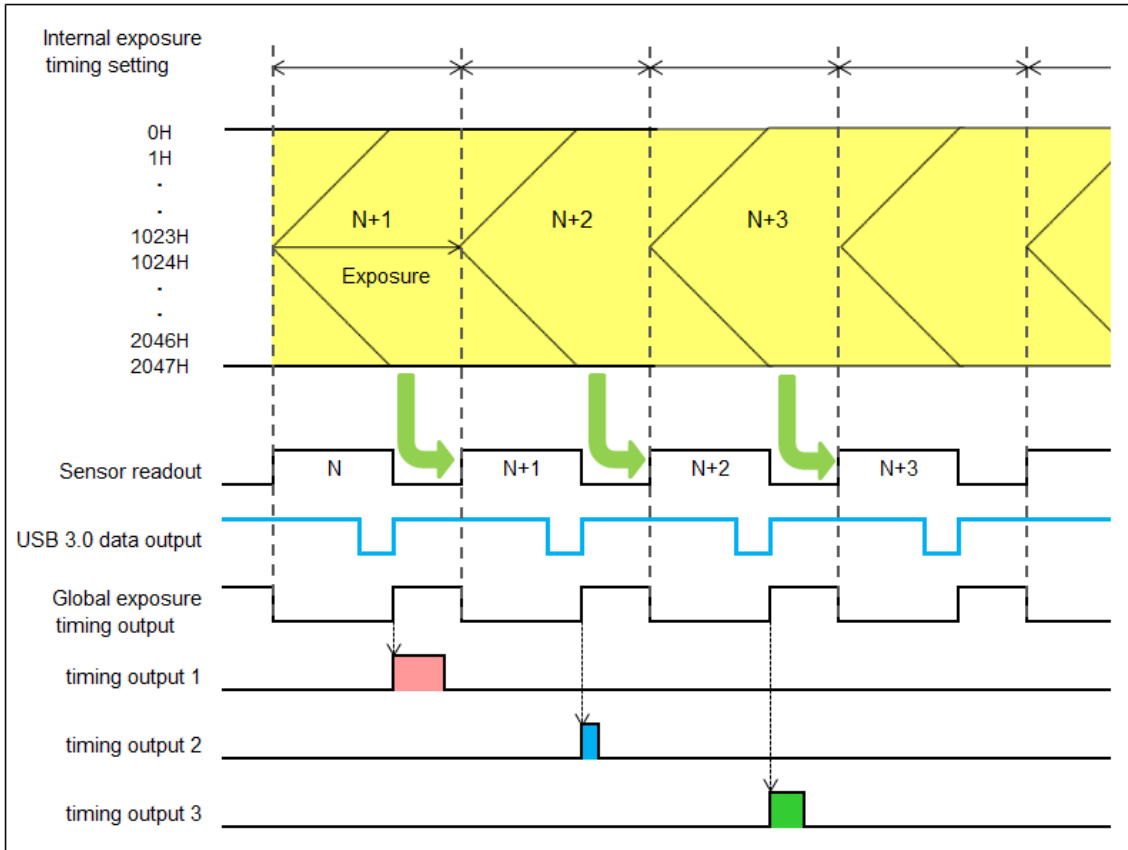 Internal exposure
timing setting
0H
1H
.
.
1023H
1024H
.
.
2046H
2047H
N+1
N+2
N+3
Exposure
Sensor readout
N
N+1
N+2
N+3
USB 3.0 data output
Global exposure
timing output
timing output 1
timing output 2
timing output 3